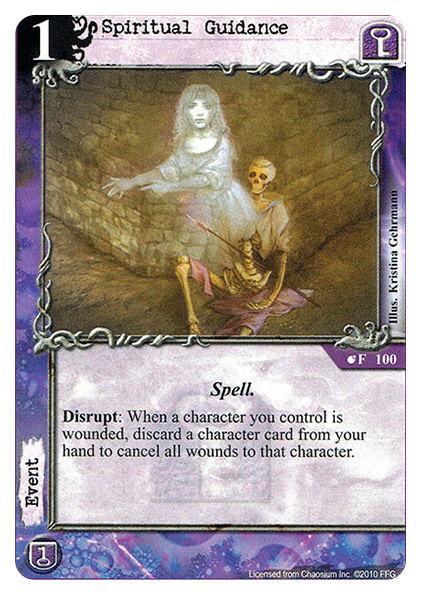 1
Spiritual Guidance
Illus. Kristina Gehrmann
F 100
Spell.
Disrupt: When a character you control is
wounded, discard a character card from your
hand to cancel all wounds to that character.
Event
1
Licensed from Chaosium Inc. ©2010 FFG